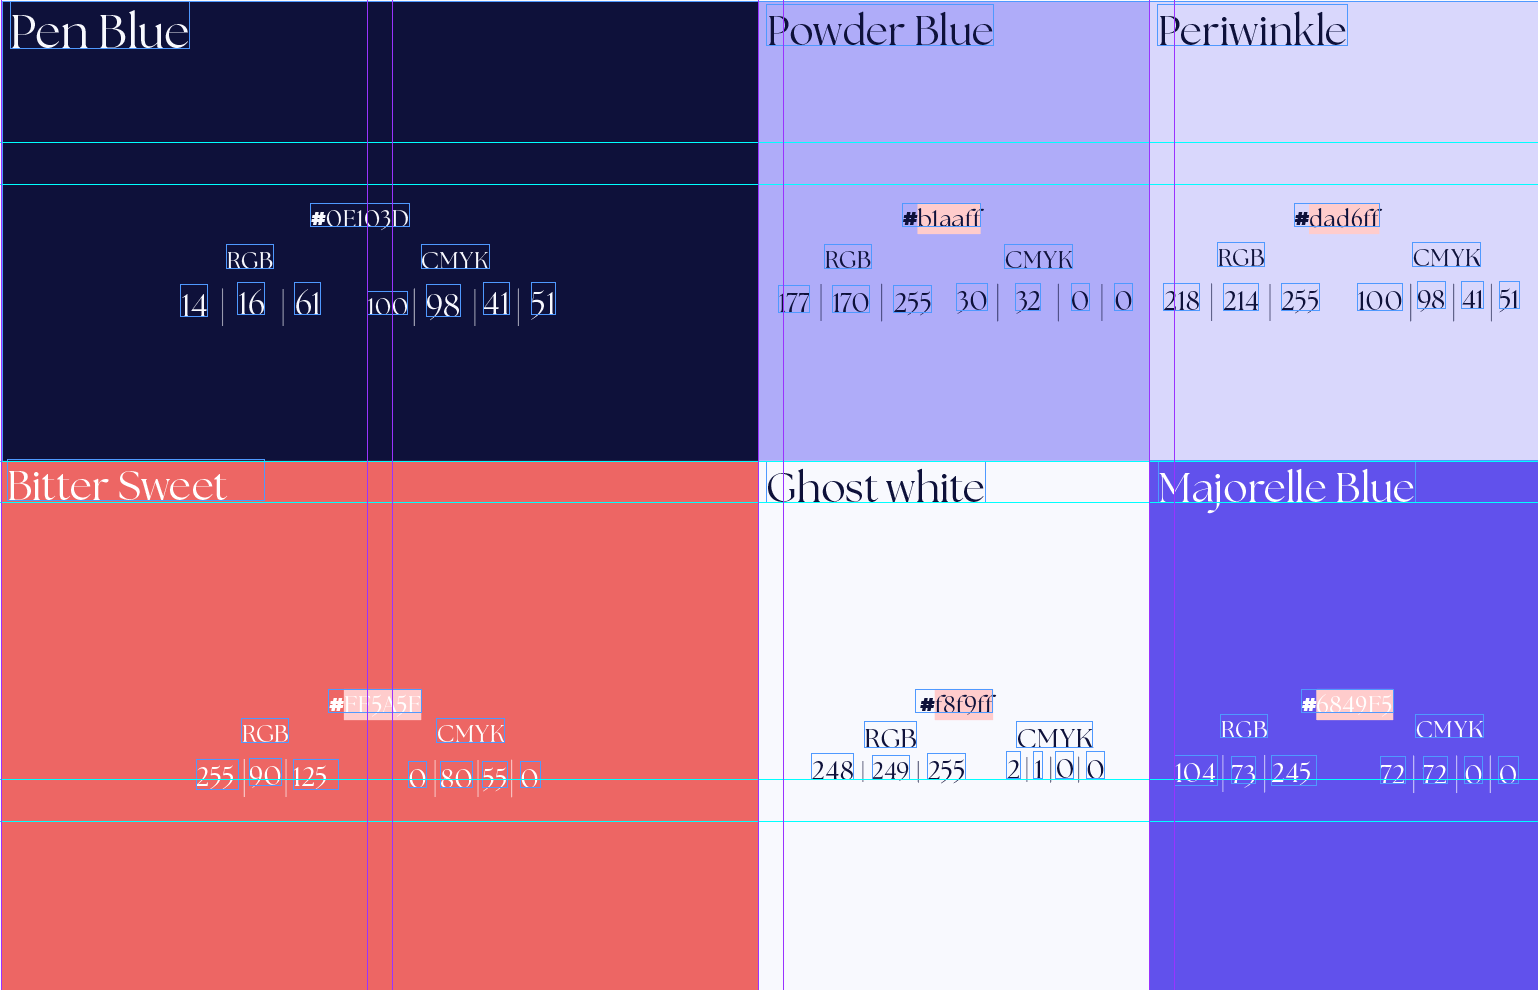 Pen Blue
#0E103D
RGB CMYK
14 | 16 | 61 100 | 98 | 41 | 51
Powder Blue
#b1aaff
RGB CMYK
177 | 170 | 255 30 | 32 | 0 | 0
Periwinkle
#dad6ff
RGB CMYK
218 | 214 | 255 100 | 98 | 41 | 51
Bitter Sweet
#FF5A5F
RGB CMYK
255 | 90 | 125 0 | 80 | 55 | 0
Ghost white
#f8f9ff
RGB CMYK
248 | 249 | 255 2 | 1 | 0 | 0
Majorelle Blue
#6849F5
RGB CMYK
104 | 73 | 245 72 | 72 | 0 | 0